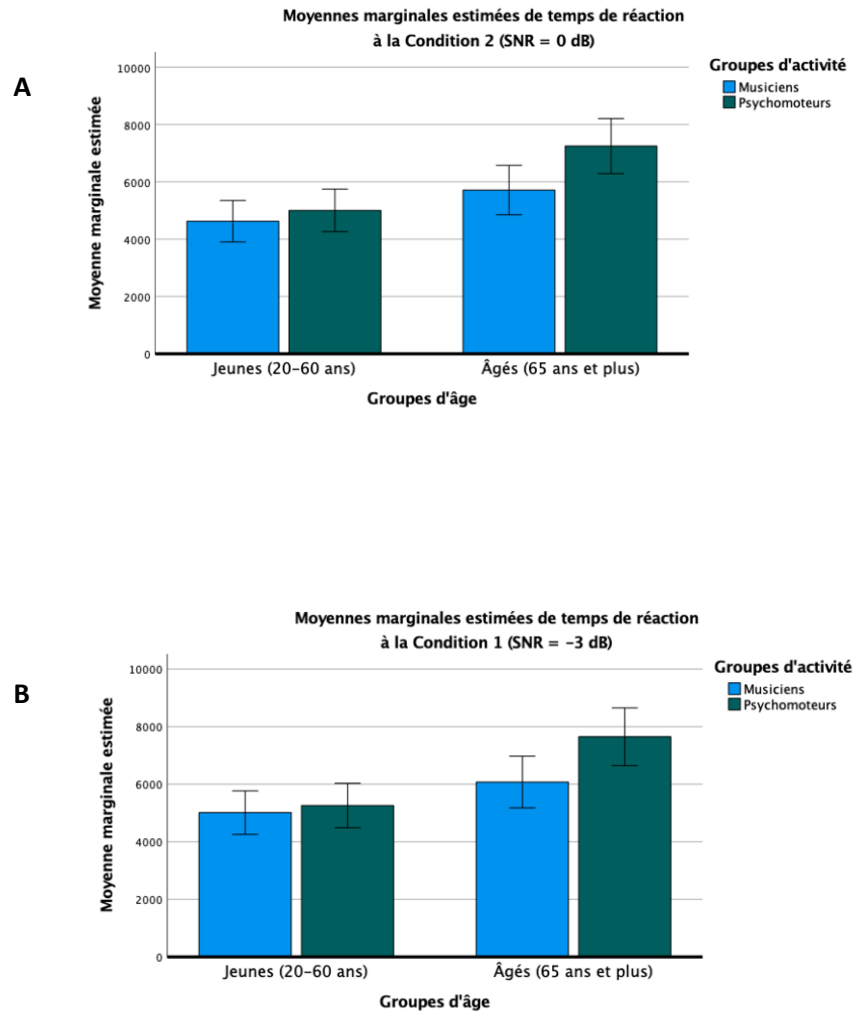 Moyennes marginales estimées de temps de réaction
à la Condition 2 (SNR = 0 dB)
A
Groupes d'activité
Musiciens
Psychomoteurs
Moyenne marginale estimée
10000
8000
6000
4000
2000
0
Jeunes (20-60 ans)
Âgés (65 ans et plus)
Groupes d'âge
Moyennes marginales estimées de temps de réaction
à la Condition 1 (SNR = -3 dB)
B
Groupes d'activité
Musiciens
Psychomoteurs
Moyenne marginale estimée
10000
8000
6000
4000
2000
0
Jeunes (20-60 ans)
Âgés (65 ans et plus)
Groupes d'âge